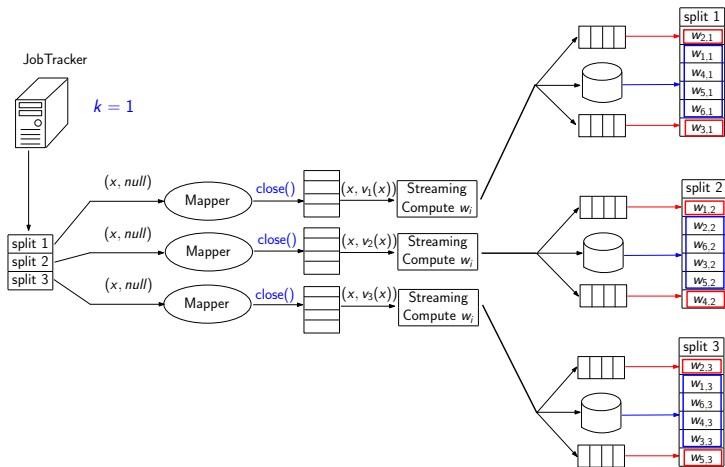 JobTracker
k = 1
split 1
split 2
split 3
(x, null)
Mapper
close()
(x, v₁(x))
Streaming
Compute wᵢ
(x, null)
Mapper
close()
(x, v₂(x))
Streaming
Compute wᵢ
(x, null)
Mapper
close()
(x, v₃(x))
Streaming
Compute wᵢ
split 1
w₂,₁
w₁,₁
w₄,₁
w₅,₁
w₆,₁
w₃,₁
split 2
w₁,₂
w₂,₂
w₆,₂
w₃,₂
w₅,₂
w₄,₂
split 3
w₂,₃
w₁,₃
w₆,₃
w₄,₃
w₃,₃
w₅,₃